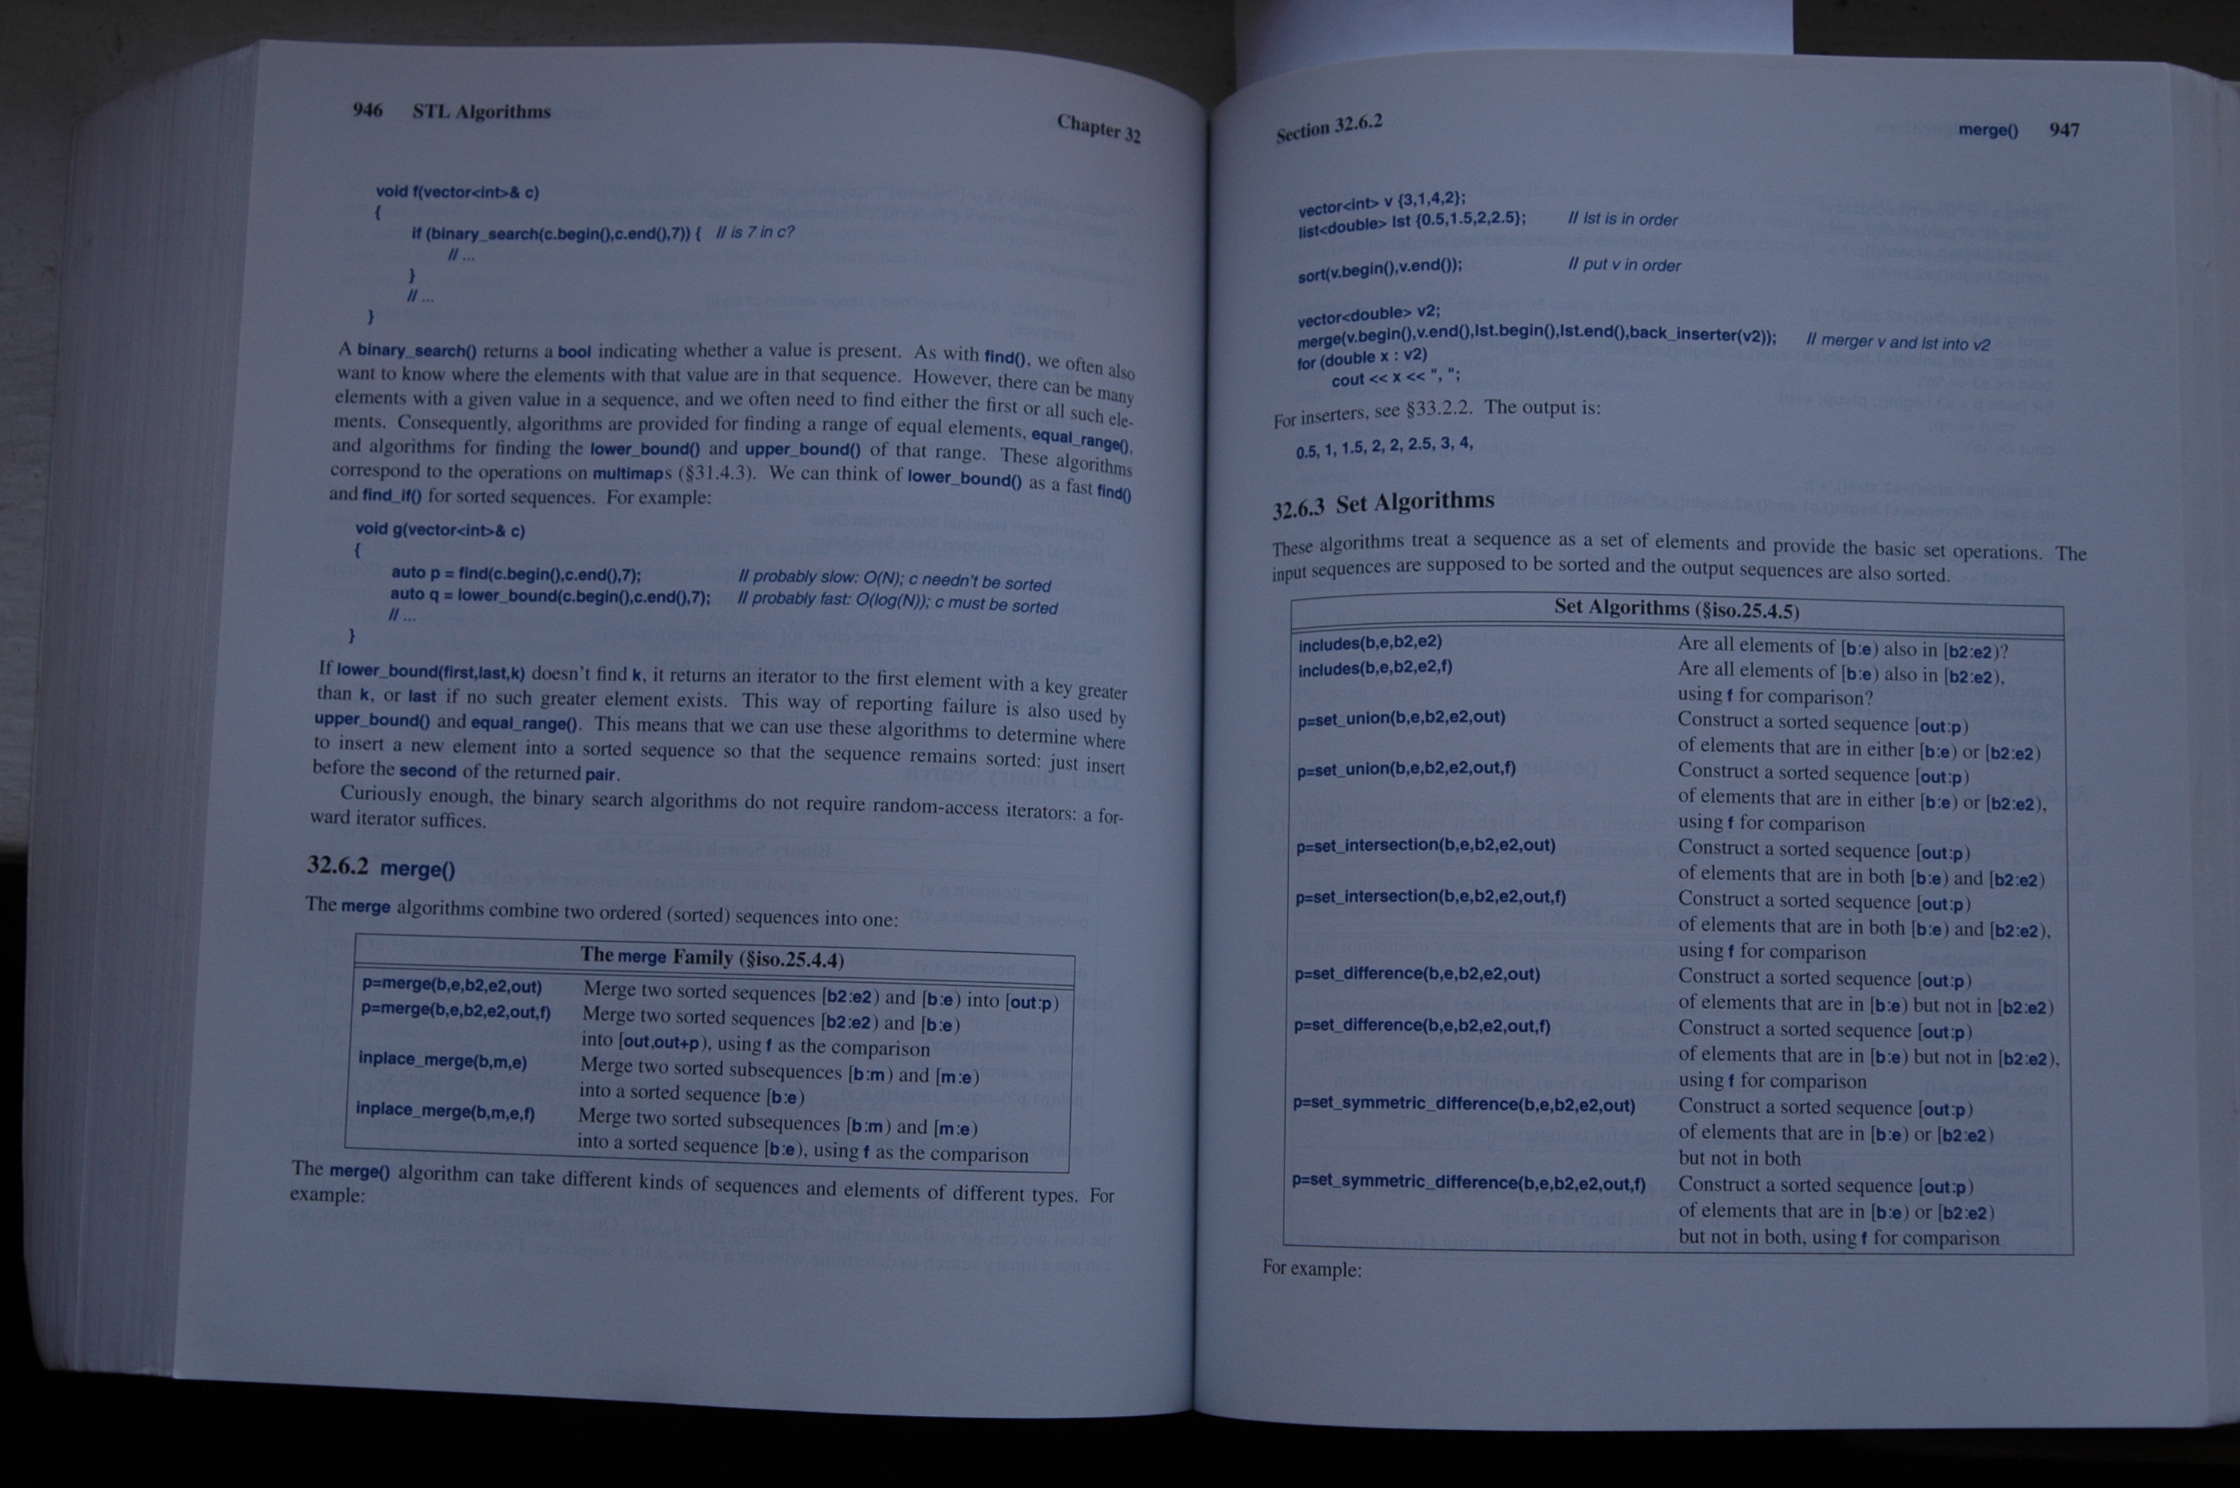 946 STL Algorithms Chapter 32
void f(vector<int>& c)
{
if (binary_search(c.begin(),c.end(),7)) { // is 7 in c?
// ...
}
// ...
}
A binary_search() returns a bool indicating whether a value is present. As with find(), we often also
want to know where the elements with that value are in that sequence. However, there can be many
elements with a given value in a sequence, and we often need to find either the first or all such ele-
ments. Consequently, algorithms are provided for finding a range of equal elements, equal_range(),
and algorithms for finding the lower_bound() and upper_bound() of that range. These algorithms
correspond to the operations on multimaps (§31.4.3). We can think of lower_bound() as a fast find()
and find_if() for sorted sequences. For example:
void g(vector<int>& c)
{
auto p = find(c.begin(),c.end(),7); // probably slow: O(N); c needn't be sorted
auto q = lower_bound(c.begin(),c.end(),7); // probably fast: O(log(N)); c must be sorted
// ...
}
If lower_bound(first,last,k) doesn't find k, it returns an iterator to the first element with a key greater
than k, or last if no such greater element exists. This way of reporting failure is also used by
upper_bound() and equal_range(). This means that we can use these algorithms to determine where
to insert a new element into a sorted sequence so that the sequence remains sorted: just insert
before the second of the returned pair.
Curiously enough, the binary search algorithms do not require random-access iterators: a for-
ward iterator suffices.
32.6.2 merge()
The merge algorithms combine two ordered (sorted) sequences into one:
The merge Family (§iso.25.4.4)
p=merge(b,e,b2,e2,out) Merge two sorted sequences [b2:e2) and [b:e) into [out:p)
p=merge(b,e,b2,e2,out,f) Merge two sorted sequences [b2:e2) and [b:e)
into [out,out+p), using f as the comparison
inplace_merge(b,m,e) Merge two sorted subsequences [b:m) and [m:e)
into a sorted sequence [b:e)
inplace_merge(b,m,e,f) Merge two sorted subsequences [b:m) and [m:e)
into a sorted sequence [b:e), using f as the comparison
The merge() algorithm can take different kinds of sequences and elements of different types. For
example:
Section 32.6.2 merge() 947
vector<int> v {3,1,4,2};
list<double> lst {0.5,1.5,2,2.5}; // lst is in order
sort(v.begin(),v.end()); // put v in order
vector<double> v2;
merge(v.begin(),v.end(),lst.begin(),lst.end(),back_inserter(v2)); // merger v and lst into v2
for (double x : v2)
cout << x << ", ";
For inserters, see §33.2.2. The output is:
0.5, 1, 1.5, 2, 2, 2.5, 3, 4,
32.6.3 Set Algorithms
These algorithms treat a sequence as a set of elements and provide the basic set operations. The
input sequences are supposed to be sorted and the output sequences are also sorted.
Set Algorithms (§iso.25.4.5)
includes(b,e,b2,e2) Are all elements of [b:e) also in [b2:e2)?
includes(b,e,b2,e2,f) Are all elements of [b:e) also in [b2:e2),
using f for comparison?
p=set_union(b,e,b2,e2,out) Construct a sorted sequence [out:p)
of elements that are in either [b:e) or [b2:e2)
p=set_union(b,e,b2,e2,out,f) Construct a sorted sequence [out:p)
of elements that are in either [b:e) or [b2:e2),
using f for comparison
p=set_intersection(b,e,b2,e2,out) Construct a sorted sequence [out:p)
of elements that are in both [b:e) and [b2:e2)
p=set_intersection(b,e,b2,e2,out,f) Construct a sorted sequence [out:p)
of elements that are in both [b:e) and [b2:e2),
using f for comparison
p=set_difference(b,e,b2,e2,out) Construct a sorted sequence [out:p)
of elements that are in [b:e) but not in [b2:e2)
p=set_difference(b,e,b2,e2,out,f) Construct a sorted sequence [out:p)
of elements that are in [b:e) but not in [b2:e2),
using f for comparison
p=set_symmetric_difference(b,e,b2,e2,out) Construct a sorted sequence [out:p)
of elements that are in [b:e) or [b2:e2)
but not in both
p=set_symmetric_difference(b,e,b2,e2,out,f) Construct a sorted sequence [out:p)
of elements that are in [b:e) or [b2:e2)
but not in both, using f for comparison
For example: